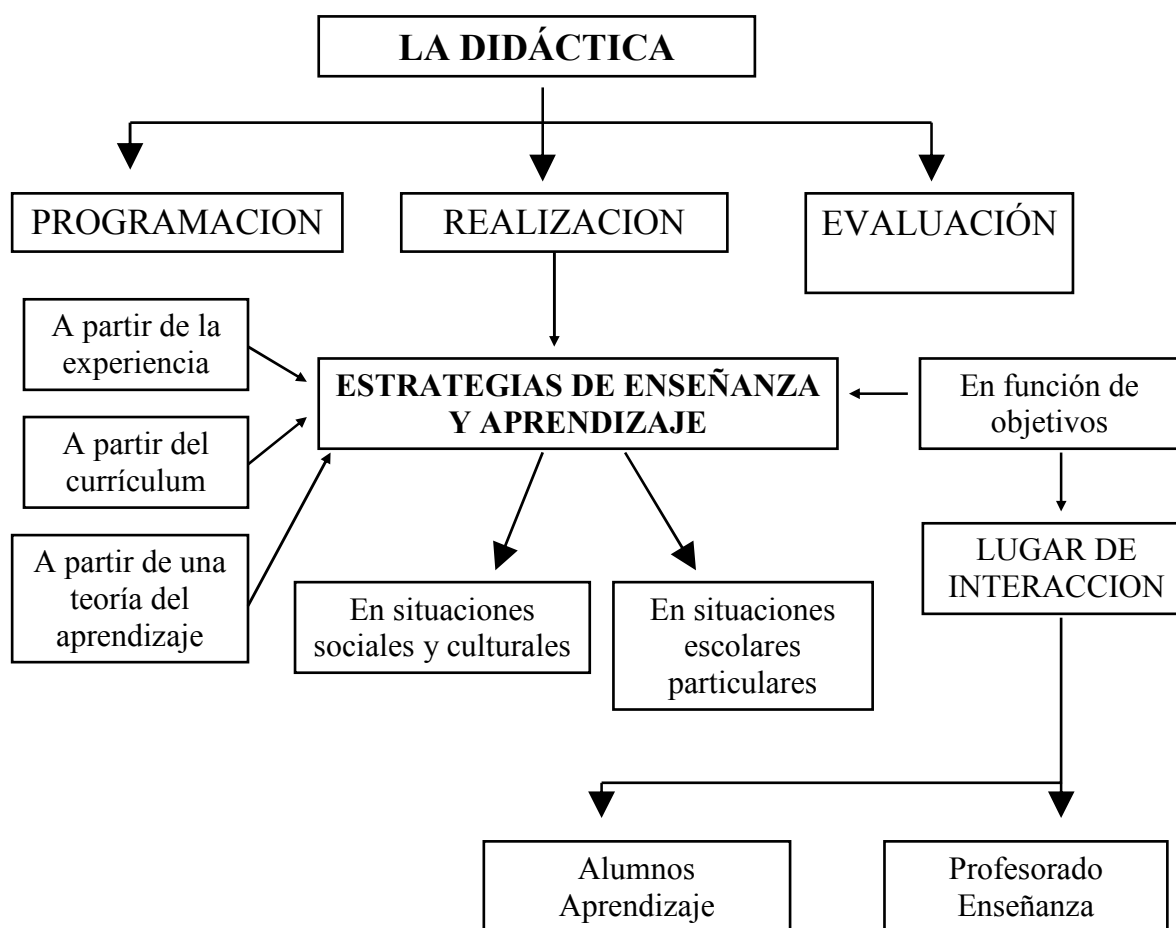 LA DIDÁCTICA
PROGRAMACION
REALIZACION
EVALUACIÓN
A partir de la
experiencia
ESTRATEGIAS DE ENSEÑANZA
Y APRENDIZAJE
En función de
objetivos
A partir del
currículum
A partir de una
teoría del
aprendizaje
LUGAR DE
INTERACCION
En situaciones
sociales y culturales
En situaciones
escolares
particulares
Alumnos
Aprendizaje
Profesorado
Enseñanza